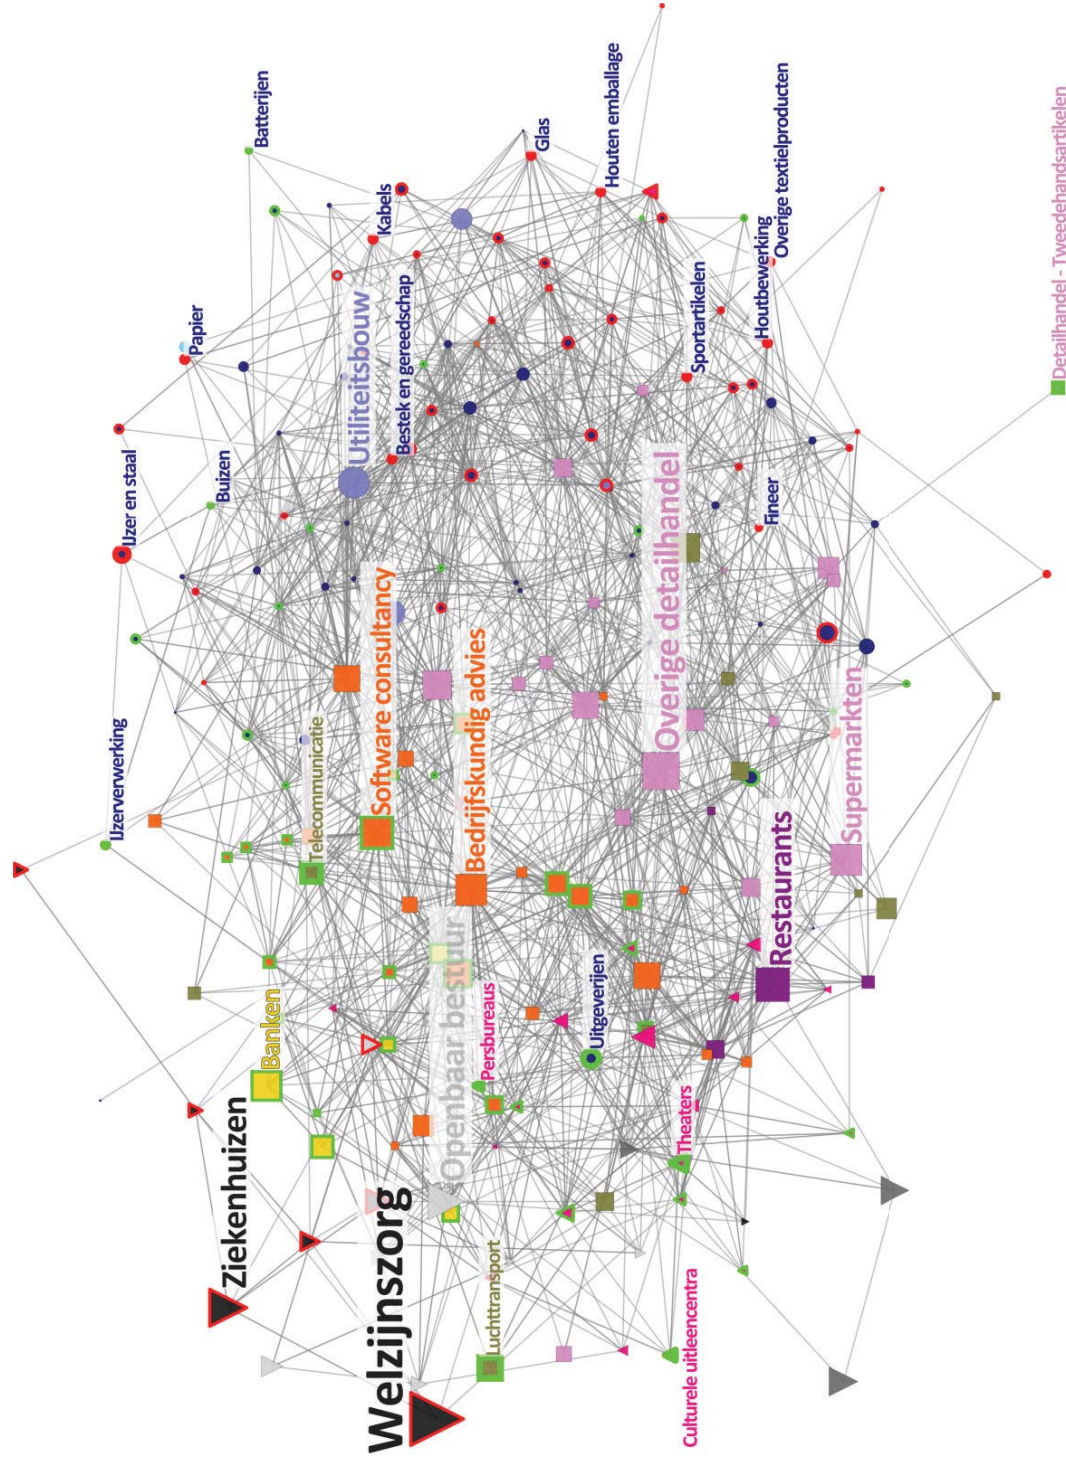 Batterijen
Kabels
Glas
Houten emballage
Overige textielproducten
Detailhandel - Tweedehandsartikelen
Papier
Utiliteitsbouw
Bestek en gereedschap
Sportartikelen
Houtbewerking
IJzer en staal
Buizen
Overige detailhandel
Fineer
IJzerverwerking
Telecommunicatie
Software consultancy
Bedrijfskundig advies
Supermarkten
Restaurants
Banken
Openbaar bestuur
Persbureaus
Uitgeverijen
Theaters
Ziekenhuizen
Welzijnszorg
Luchttransport
Culturele uitleencentra